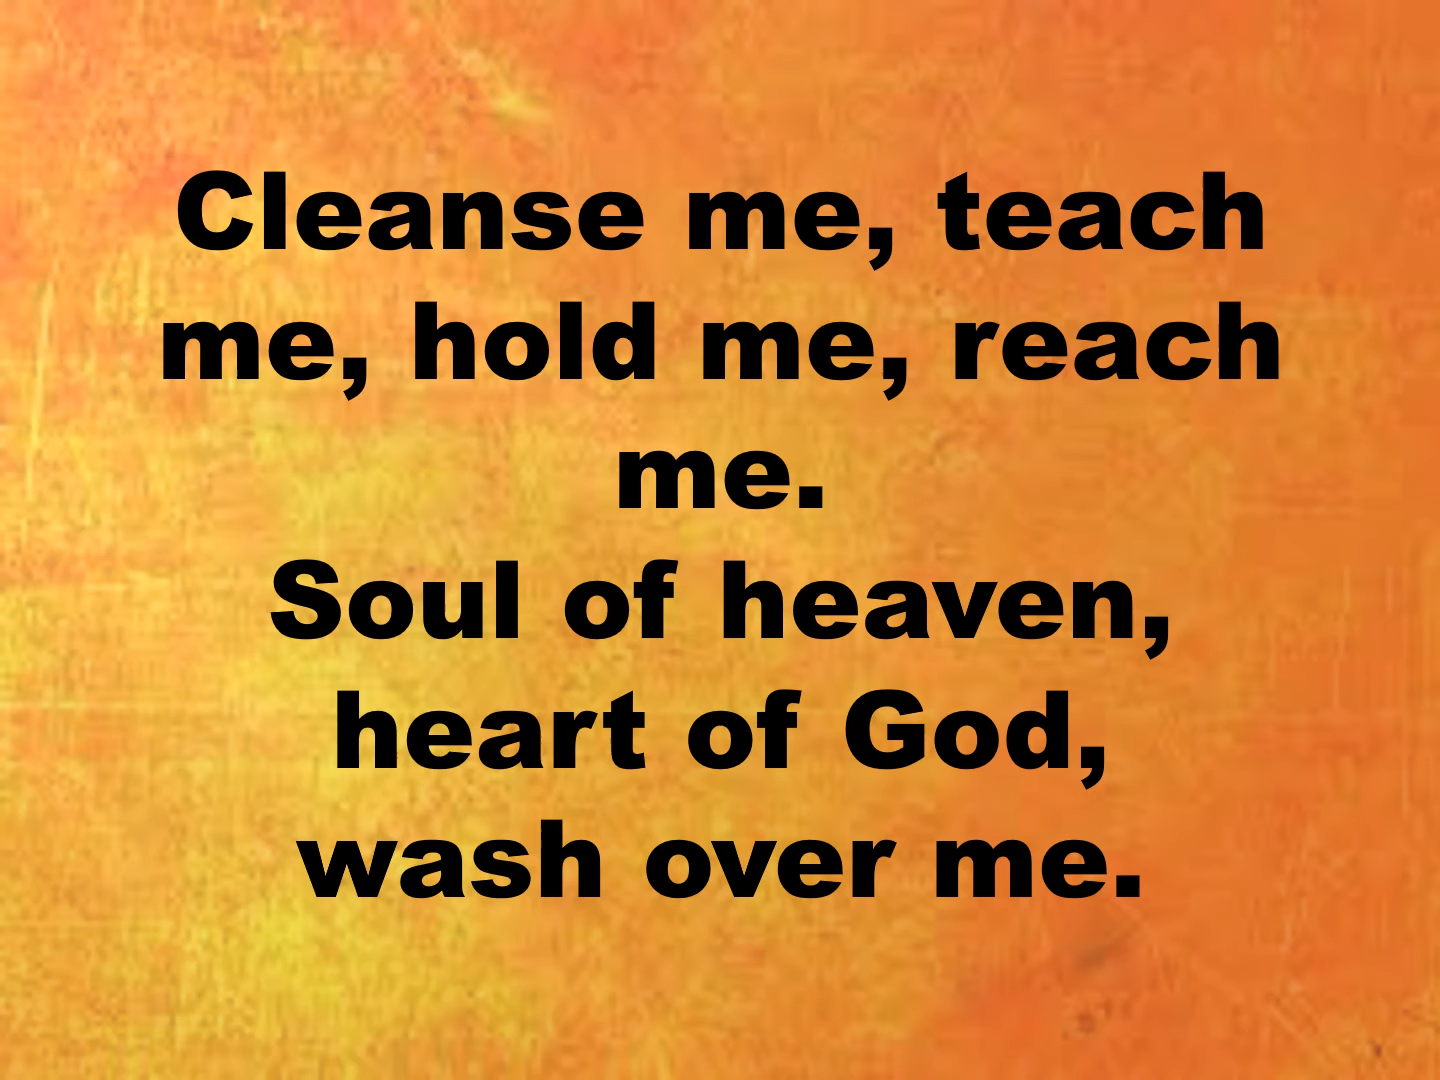 Cleanse me, teach
me, hold me, reach
me.
Soul of heaven,
heart of God,
wash over me.